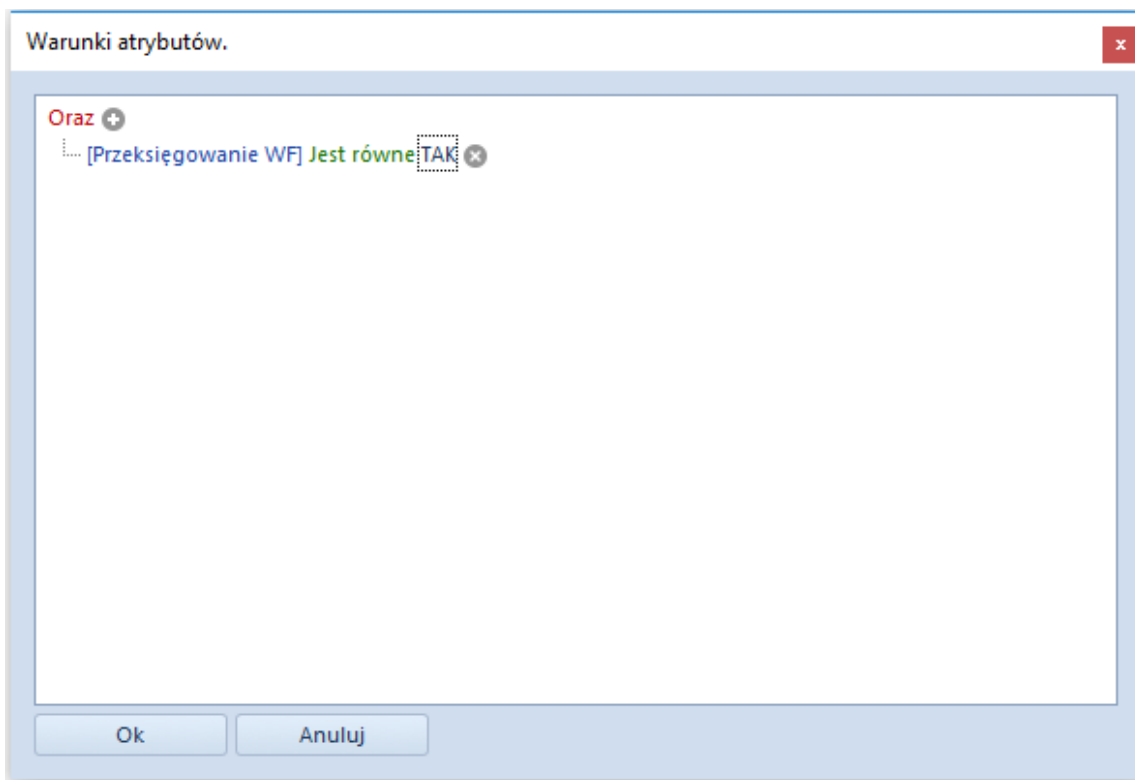 Warunki atrybutów.
x
Oraz
[Przeksięgowanie WF] Jest równe TAK
Ok Anuluj